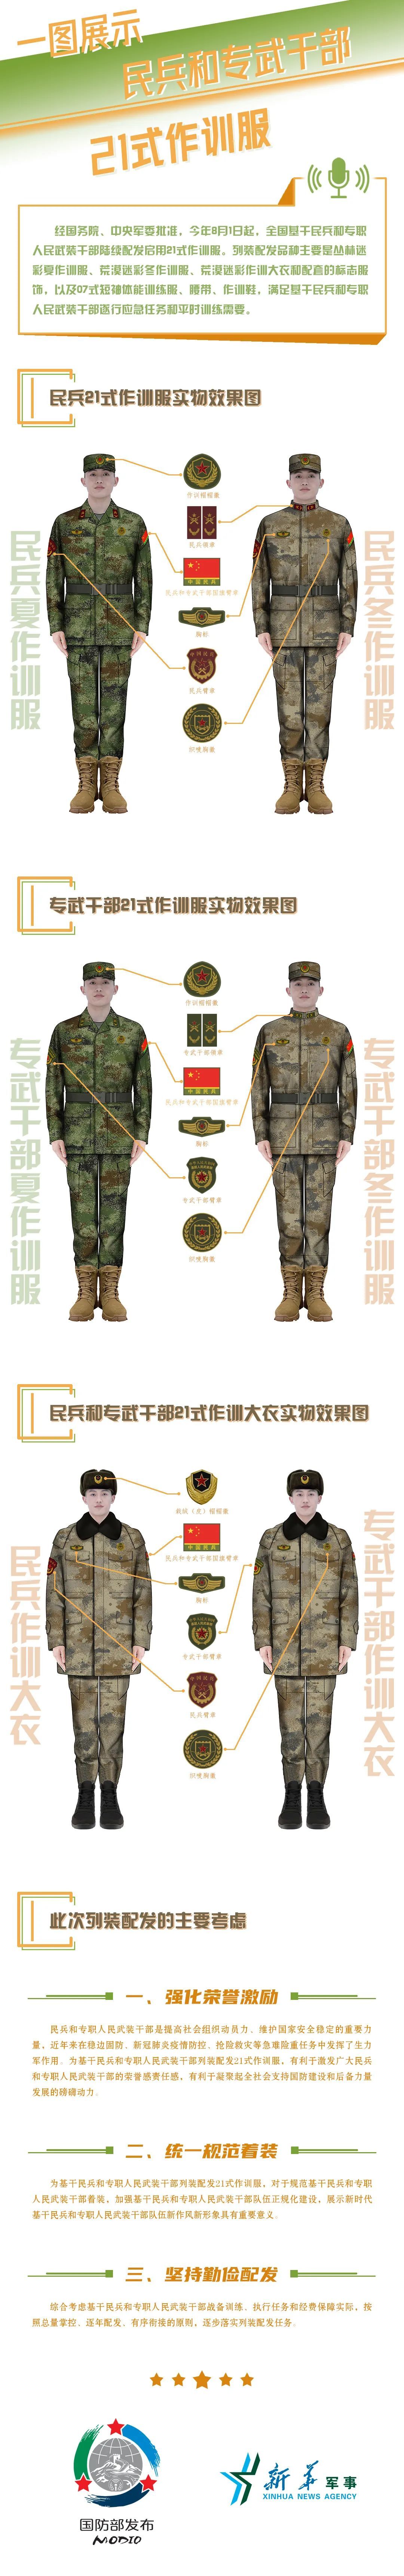 一图展示
民兵和专武干部
21式作训服
经国务院、中央军委批准,今年8月1日起,全国基干民兵和专职
人民武装干部陆续配发启用21式作训服。列装配发品种主要是丛林迷
彩夏作训服、荒漠迷彩冬作训服、荒漠迷彩作训大衣和配套的标志服
饰,以及07式短袖体能训练服、腰带、作训鞋,满足基干民兵和专职
人民武装干部遂行应急任务和平时训练需要。
民兵21式作训服实物效果图
民兵夏作训服
民兵冬作训服
作训帽帽徽
民兵领章
中国民兵
民兵和专武干部国旗臂章
胸标
民兵臂章
织唛胸徽
专武干部21式作训服实物效果图
专武干部夏作训服
专武干部冬作训服
作训帽帽徽
专武干部领章
中国民兵
民兵和专武干部国旗臂章
胸标
专武干部臂章
织唛胸徽
民兵和专武干部21式作训大衣实物效果图
民兵作训大衣
专武干部作训大衣
栽绒(皮)帽帽徽
中国民兵
民兵和专武干部国旗臂章
胸标
专武干部臂章
民兵臂章
织唛胸徽
此次列装配发的主要考虑
一、强化荣誉激励
民兵和专职人民武装干部是提高社会组织动员力、维护国家安全稳定的重要力
量,近年来在稳边固防、新冠肺炎疫情防控、抢险救灾等急难险重任务中发挥了生力
军作用。为基干民兵和专职人民武装干部列装配发21式作训服,有利于激发广大民兵
和专职人民武装干部的荣誉感责任感,有利于凝聚起全社会支持国防建设和后备力量
发展的磅礴动力。
二、统一规范着装
为基干民兵和专职人民武装干部列装配发21式作训服,对于规范基干民兵和专职
人民武装干部着装,加强基干民兵和专职人民武装干部队伍正规化建设,展示新时代
基干民兵和专职人民武装干部队伍新作风新形象具有重要意义。
三、坚持勤俭配发
综合考虑基干民兵和专职人民武装干部战备训练、执行任务和经费保障实际,按
照总量掌控、逐年配发、有序衔接的原则,逐步落实列装配发任务。
国防部发布
MODIO
新华军事
XINHUA NEWS AGENCY